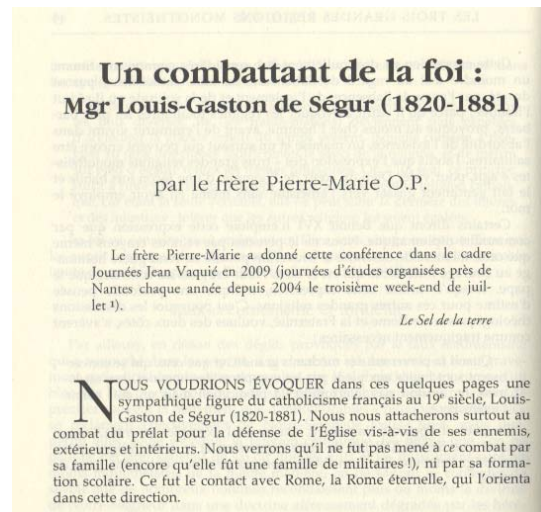 LES TROIS GRANDES RELIGIONS MONOTHÉISTES
Un combattant de la foi :
Mgr Louis-Gaston de Ségur (1820-1881)
par le frère Pierre-Marie O.P.
Le frère Pierre-Marie a donné cette conférence dans le cadre
Journées Jean Vaquié en 2009 (journées d'études organisées près de
Nantes chaque année depuis 2004 le troisième week-end de juil-
let ¹).
Le Sel de la terre
NOUS VOUDRIONS ÉVOQUER dans ces quelques pages une
sympathique figure du catholicisme français au 19e siècle, Louis-
Gaston de Ségur (1820-1881). Nous nous attacherons surtout au
combat du prélat pour la défense de l'Église vis-à-vis de ses ennemis,
extérieurs et intérieurs. Nous verrons qu'il ne fut pas mené à ce combat par
sa famille (encore qu'elle fût une famille de militaires !), ni par sa forma-
tion scolaire. Ce fut le contact avec Rome, la Rome éternelle, qui l'orienta
dans cette direction.